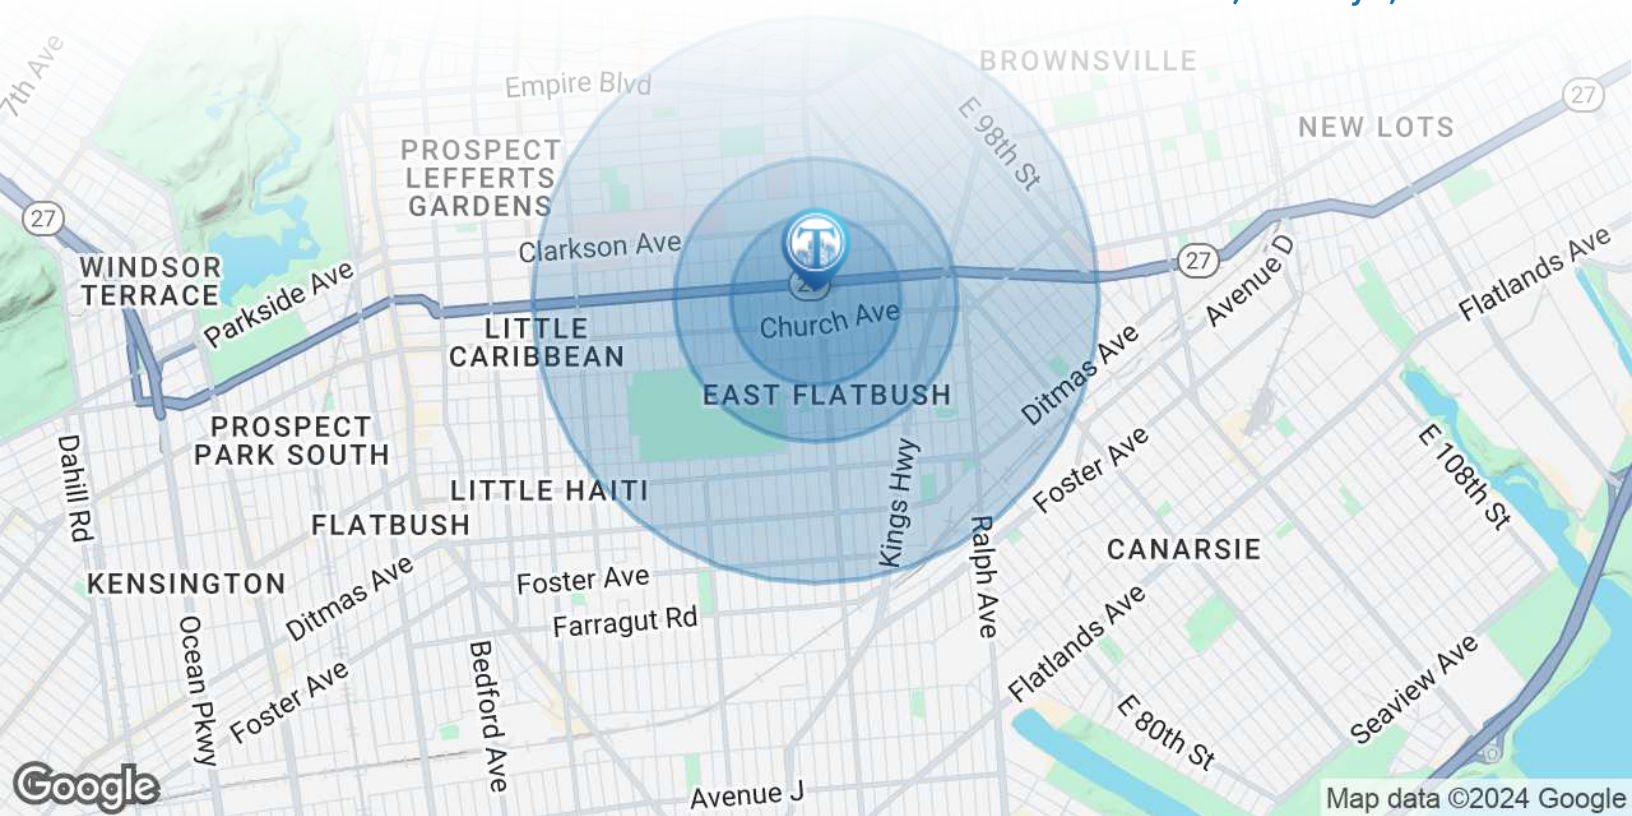 7th Ave
Empire Blvd
BROWNSVILLE
27
E 98th St
NEW LOTS
PROSPECT
LEFFERTS
GARDENS
27
Clarkson Ave
T
27
Avenue D
Flatlands Ave
WINDSOR
TERRACE
Parkside Ave
Church Ave
LITTLE
CARIBBEAN
EAST FLATBUSH
Ditmas Ave
PROSPECT
PARK SOUTH
Dahill Rd
Kings Hwy
Foster Ave
E 108th St
LITTLE HAITI
FLATBUSH
Ralph Ave
CANARSIE
KENSINGTON
Ditmas Ave
Foster Ave
Farragut Rd
Flatlands Ave
Ocean Pkwy
Bedford Ave
Foster Ave
E 80th St
Seaview Ave
Avenue J
Google
Map data ©2024 Google